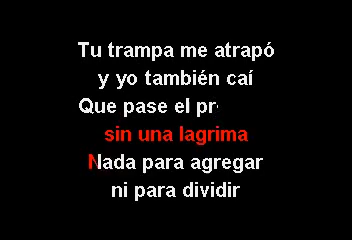 Tu trampa me atrapó
y yo también caí
Que pase el
sin una lagrima
Nada para agregar
ni para dividir